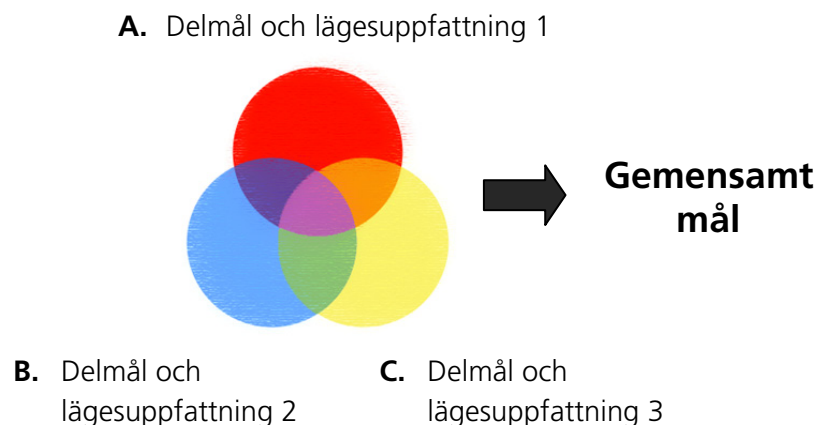 A. Delmål och lägesuppfattning 1
Gemensamt
mål
B. Delmål och
lägesuppfattning 2
C. Delmål och
lägesuppfattning 3